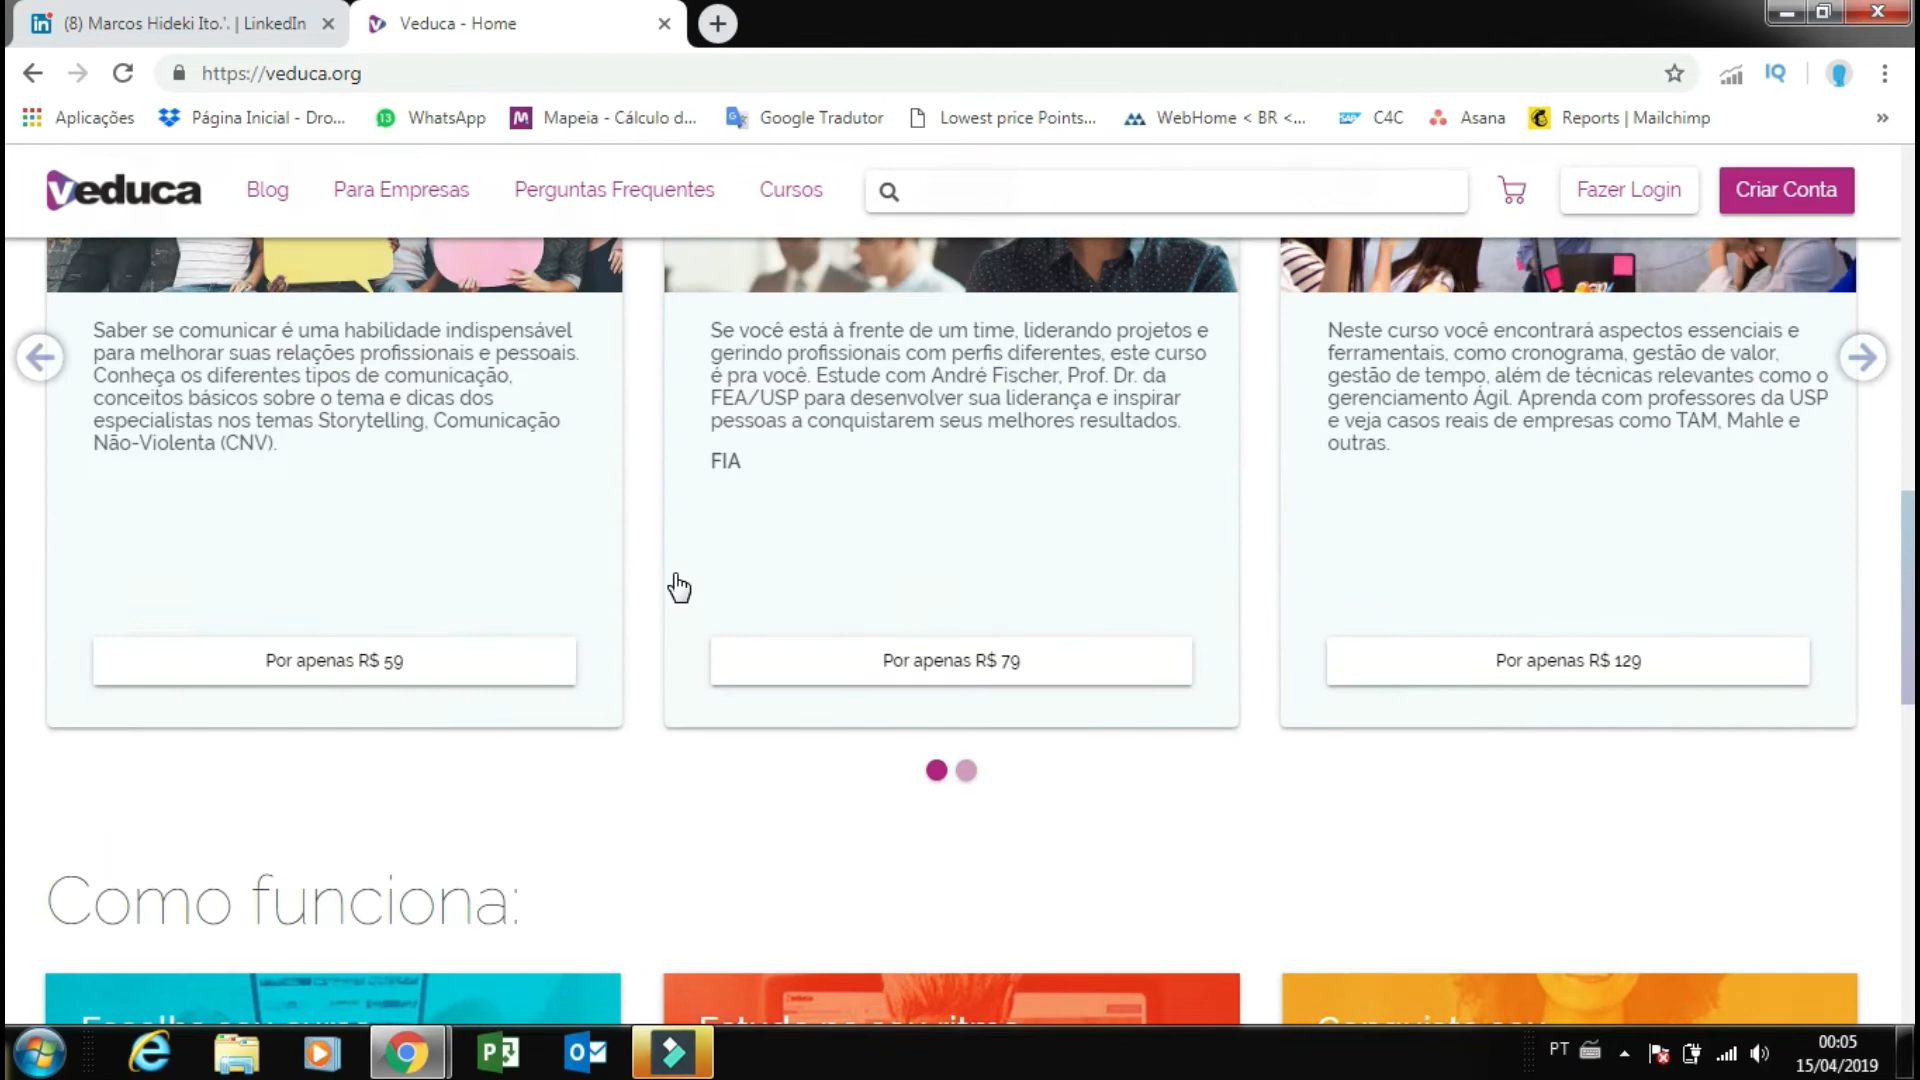 (8) Marcos Hideki Ito.'. | LinkedIn
Veduca - Home
https://veduca.org
Aplicações
Página Inicial - Dro...
13
WhatsApp
Mapeia - Cálculo d...
Google Tradutor
Lowest price Points...
WebHome < BR <...
C4C
Asana
Reports | Mailchimp
»
veduca
Blog
Para Empresas
Perguntas Frequentes
Cursos
Fazer Login
Criar Conta
Saber se comunicar é uma habilidade indispensável
para melhorar suas relações profissionais e pessoais.
Conheça os diferentes tipos de comunicação,
conceitos básicos sobre o tema e dicas dos
especialistas nos temas Storytelling, Comunicação
Não-Violenta (CNV).
Por apenas R$ 59
Se você está à frente de um time, liderando projetos e
gerindo profissionais com perfis diferentes, este curso
é pra você. Estude com André Fischer, Prof. Dr. da
FEA/USP para desenvolver sua liderança e inspirar
pessoas a conquistarem seus melhores resultados.
FIA
Por apenas R$ 79
Neste curso você encontrará aspectos essenciais e
ferramentais, como cronograma, gestão de valor,
gestão de tempo, além de técnicas relevantes como o
gerenciamento Ágil. Aprenda com professores da USP
e veja casos reais de empresas como TAM, Mahle e
outras.
Por apenas R$ 129
Como funciona:
PT
00:05
15/04/2019